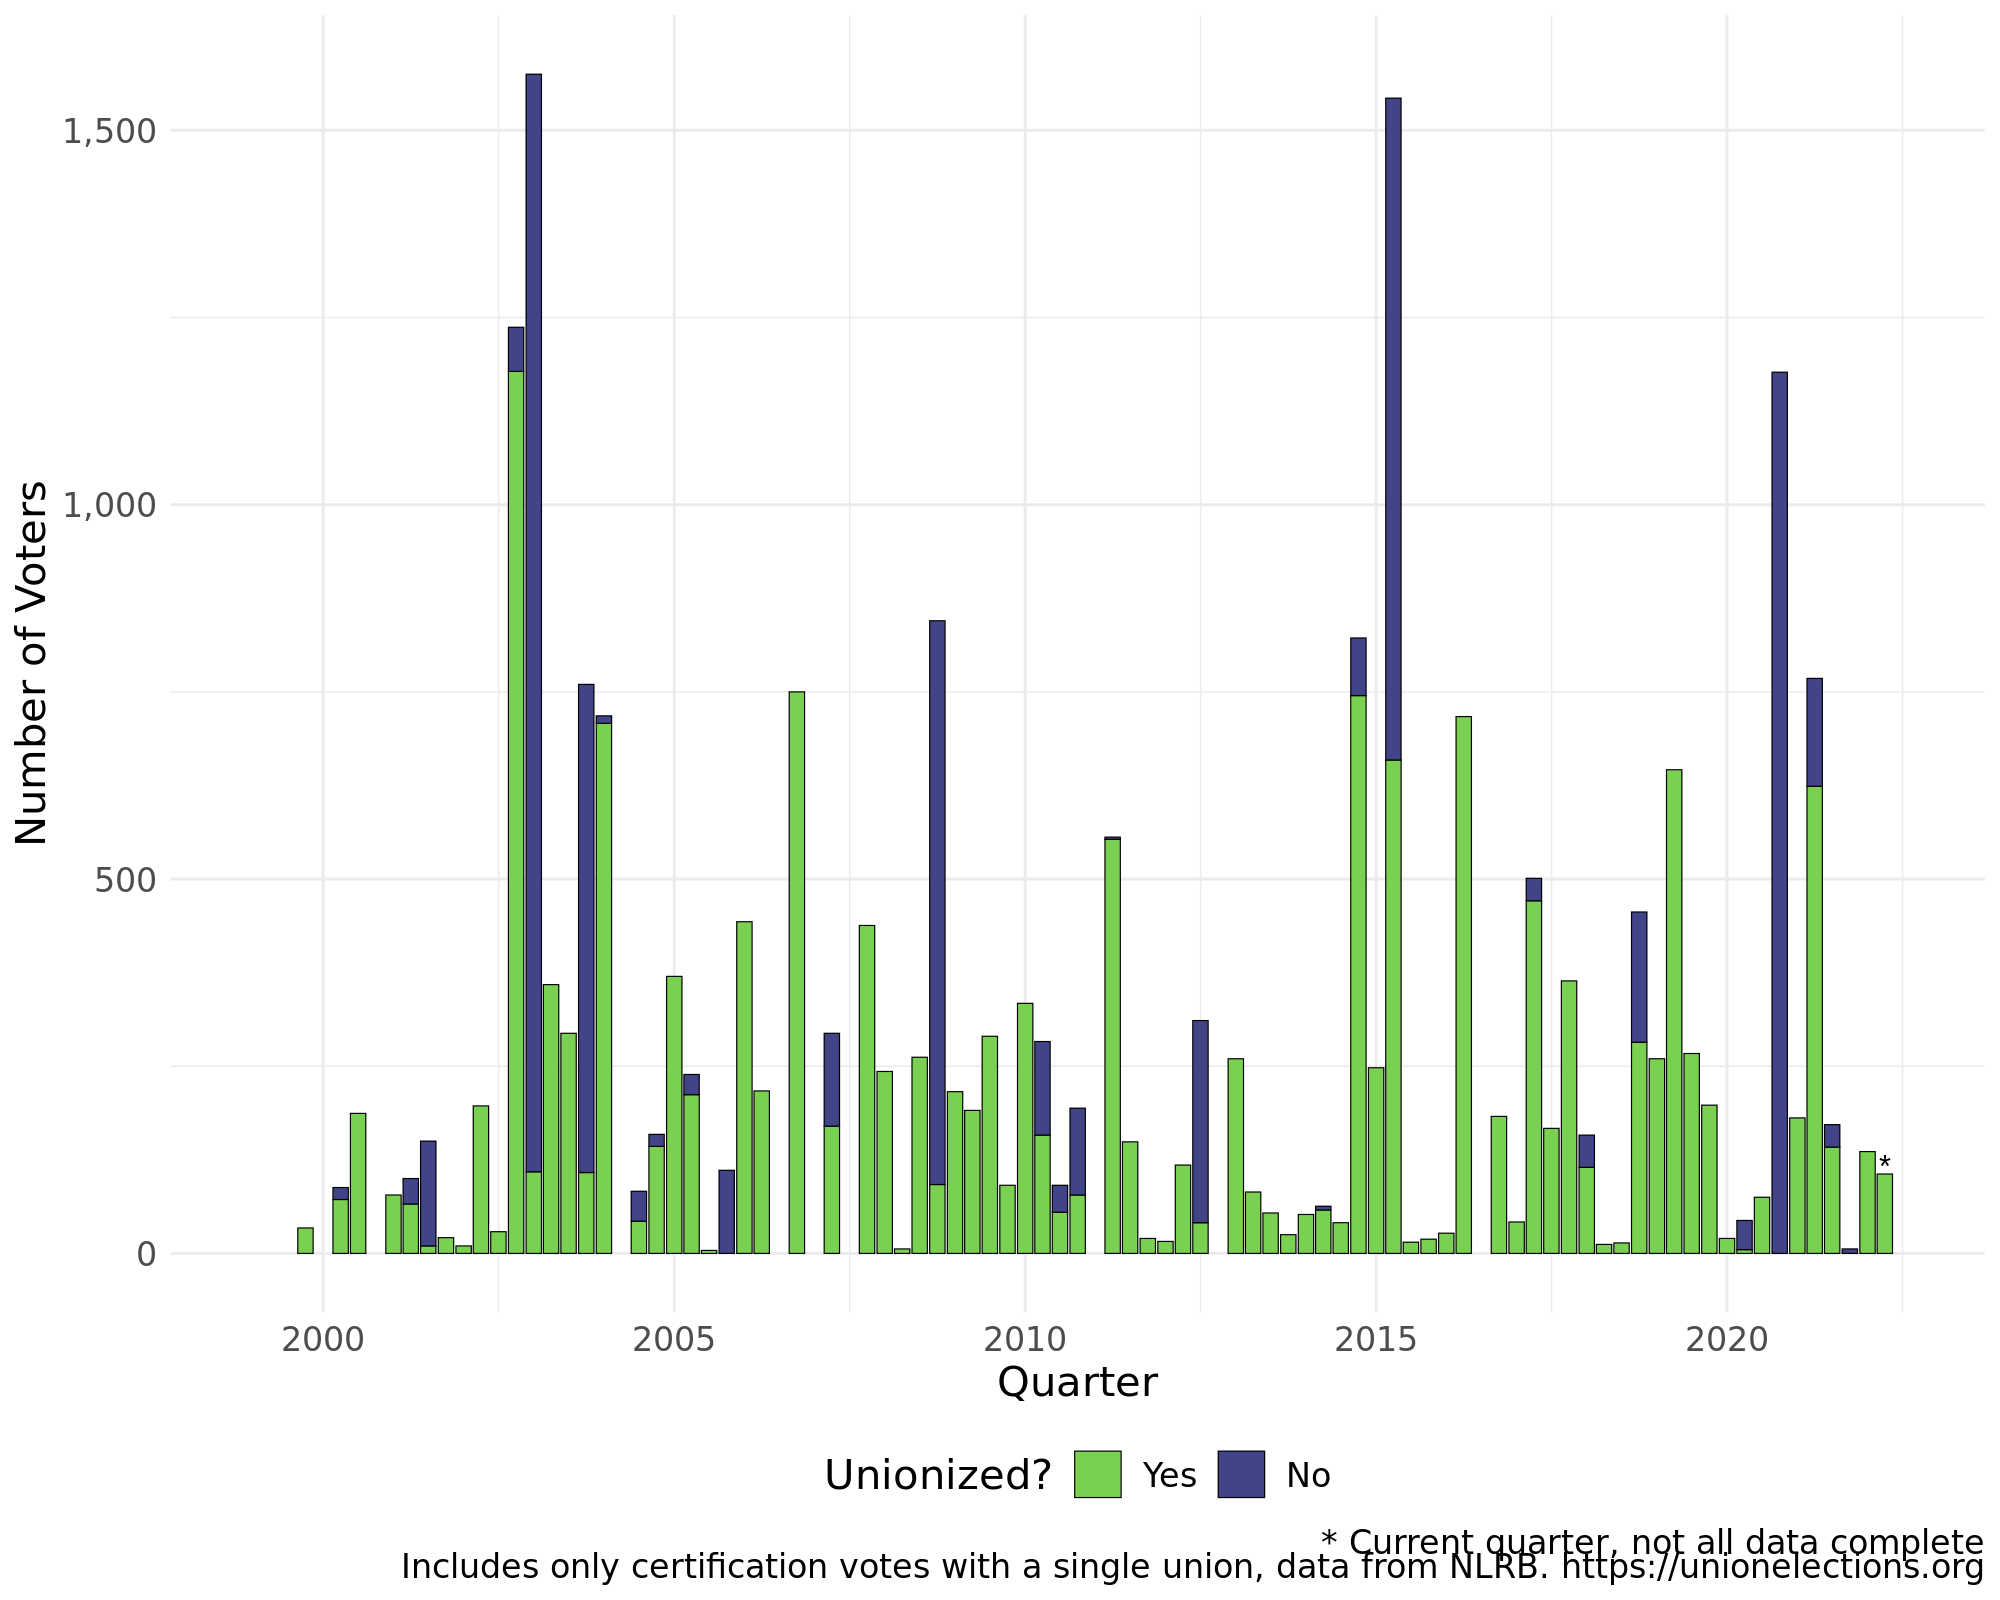 Number of Voters
1,500
1,000
500
0
*
2000 2005 2010 2015 2020
Quarter
Unionized? Yes No
* Current quarter, not all data complete
Includes only certification votes with a single union, data from NLRB. https://unionelections.org